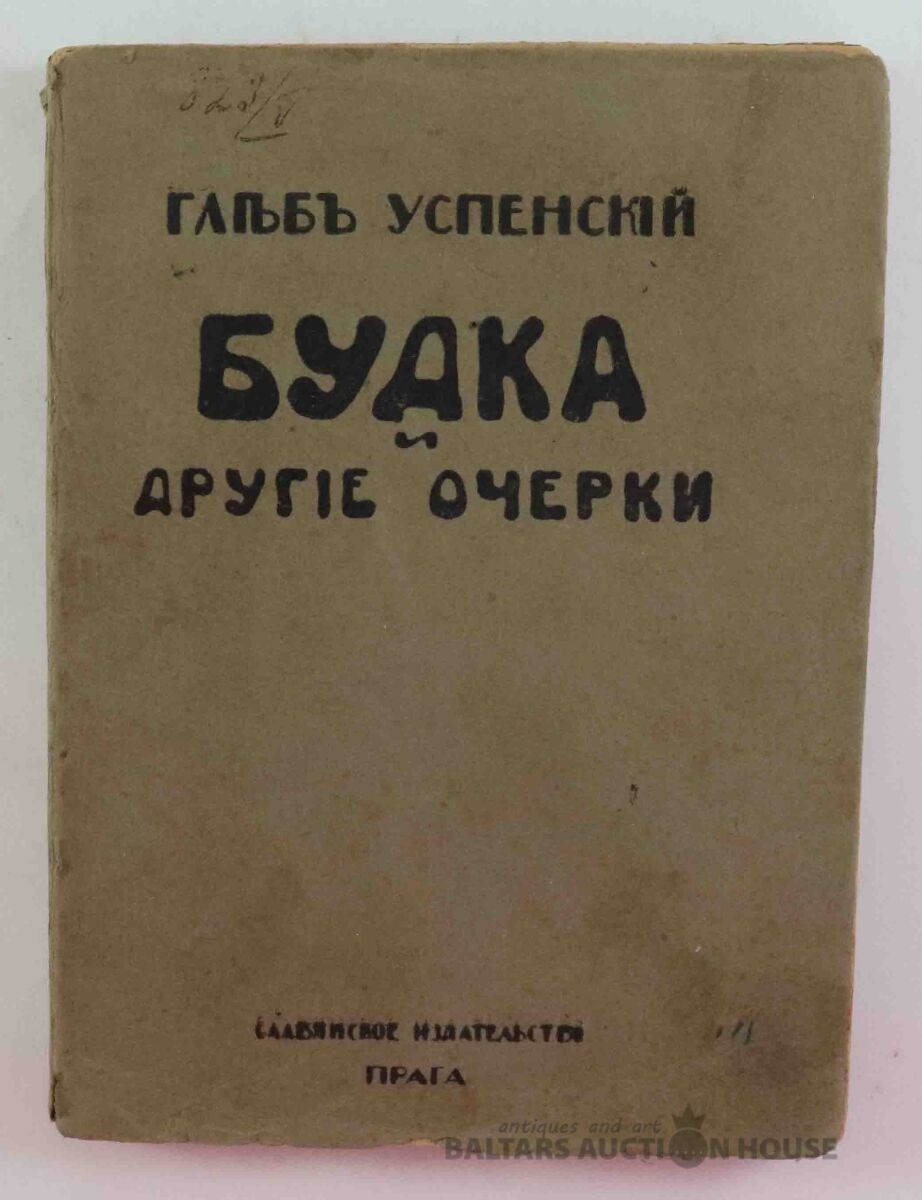 ГЛѢБЪ УСПЕНСКІЙ
БУДКА
и
ДРУГІЕ ОЧЕРКИ
СЛАВЯНСКОЕ ИЗДАТЕЛЬСТВО
ПРАГА
antiques and art
BALTARS AUCTION HOUSE